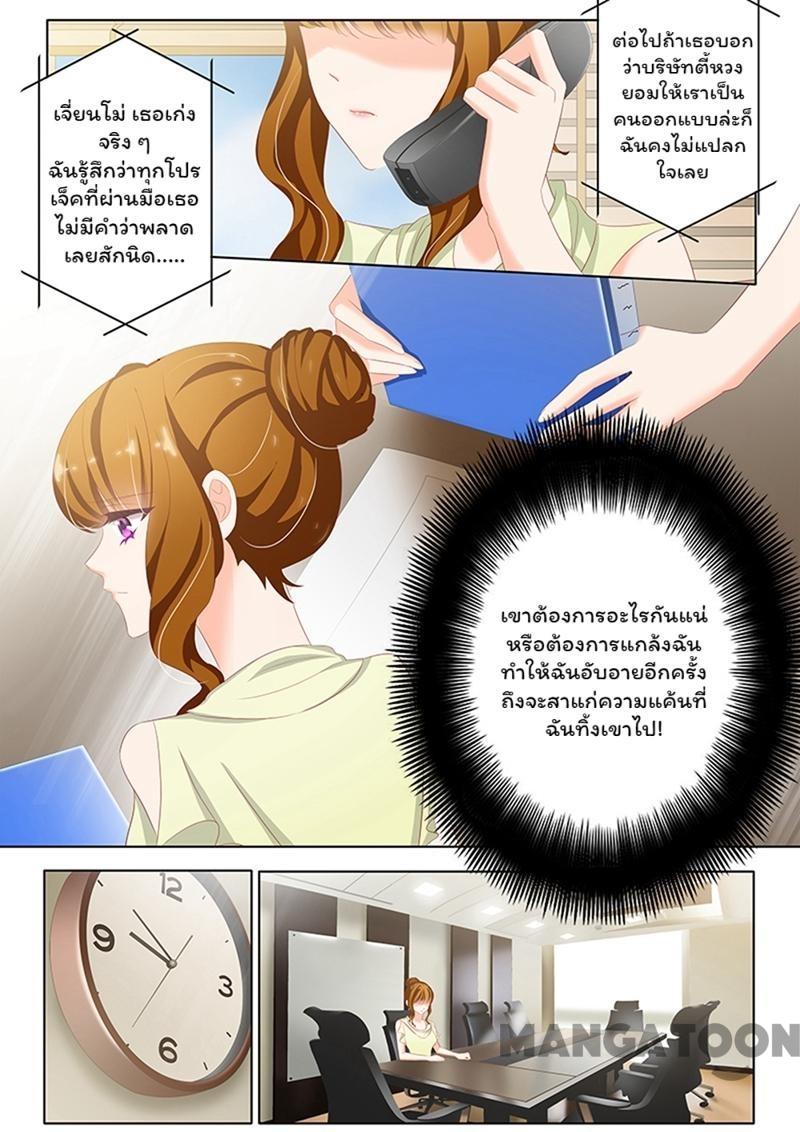 เจี่ยนโม่ เธอเก่ง
จริง ๆ
ฉันรู้สึกว่าทุกโปร
เจ็คที่ผ่านมือเธอ
ไม่มีคำว่าพลาด
เลยสักนิด.....
ต่อไปถ้าเธอบอก
ว่าบริษัทตี้หวง
ยอมให้เราเป็น
คนออกแบบล่ะก็
ฉันคงไม่แปลก
ใจเลย
เขาต้องการอะไรกันแน่
หรือต้องการแกล้งฉัน
ทำให้ฉันอับอายอีกครั้ง
ถึงจะสาแก่ความแค้นที่
ฉันทิ้งเขาไป!
12
9
3
6
MANGATOON